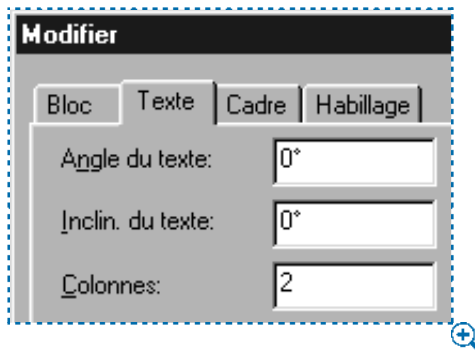 Modifier
Bloc Texte Cadre Habillage
Angle du texte: 0°
Inclin. du texte: 0°
Colonnes: 2